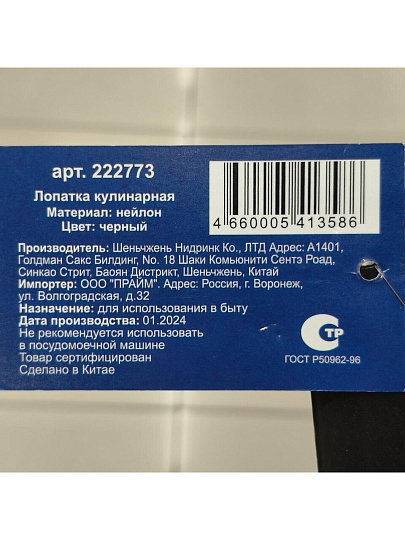 арт. 222773
Лопатка кулинарная
Материал: нейлон
Цвет: черный
4 660005 413586
Производитель: Шеньчжень Нидринк Ко., ЛТД Адрес: А1401,
Голдман Сакс Билдинг, No. 18 Шаки Комьюнити Сентэ Роад,
Синкао Стрит, Баоян Дистрикт, Шеньчжень, Китай
Импортер: ООО "ПРАЙМ". Адрес: Россия, г. Воронеж,
ул. Волгоградская, д.32
Назначение: для использования в быту
Дата производства: 01.2024
Не рекомендуется использовать
в посудомоечной машине
Товар сертифицирован
Сделано в Китае
СТР
ГОСТ Р50962-96